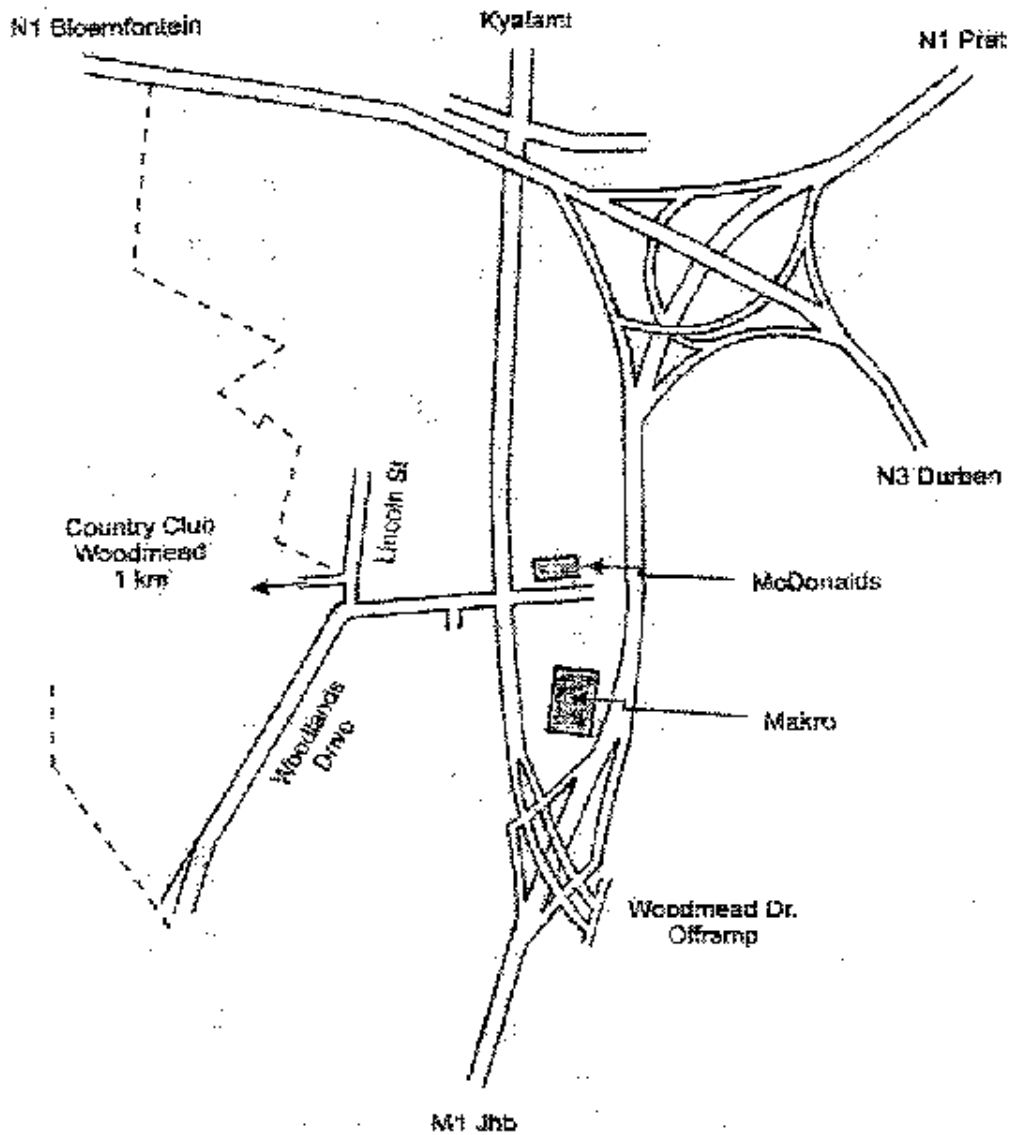 N1 Bloemfontein
Kyalami
N1 Piet
Lincoln St
N3 Durban
Country Club
Woodmead
1 km
McDonalds
Woodlands
Drive
Makro
Woodmead Dr.
Offramp
M1 Jhb